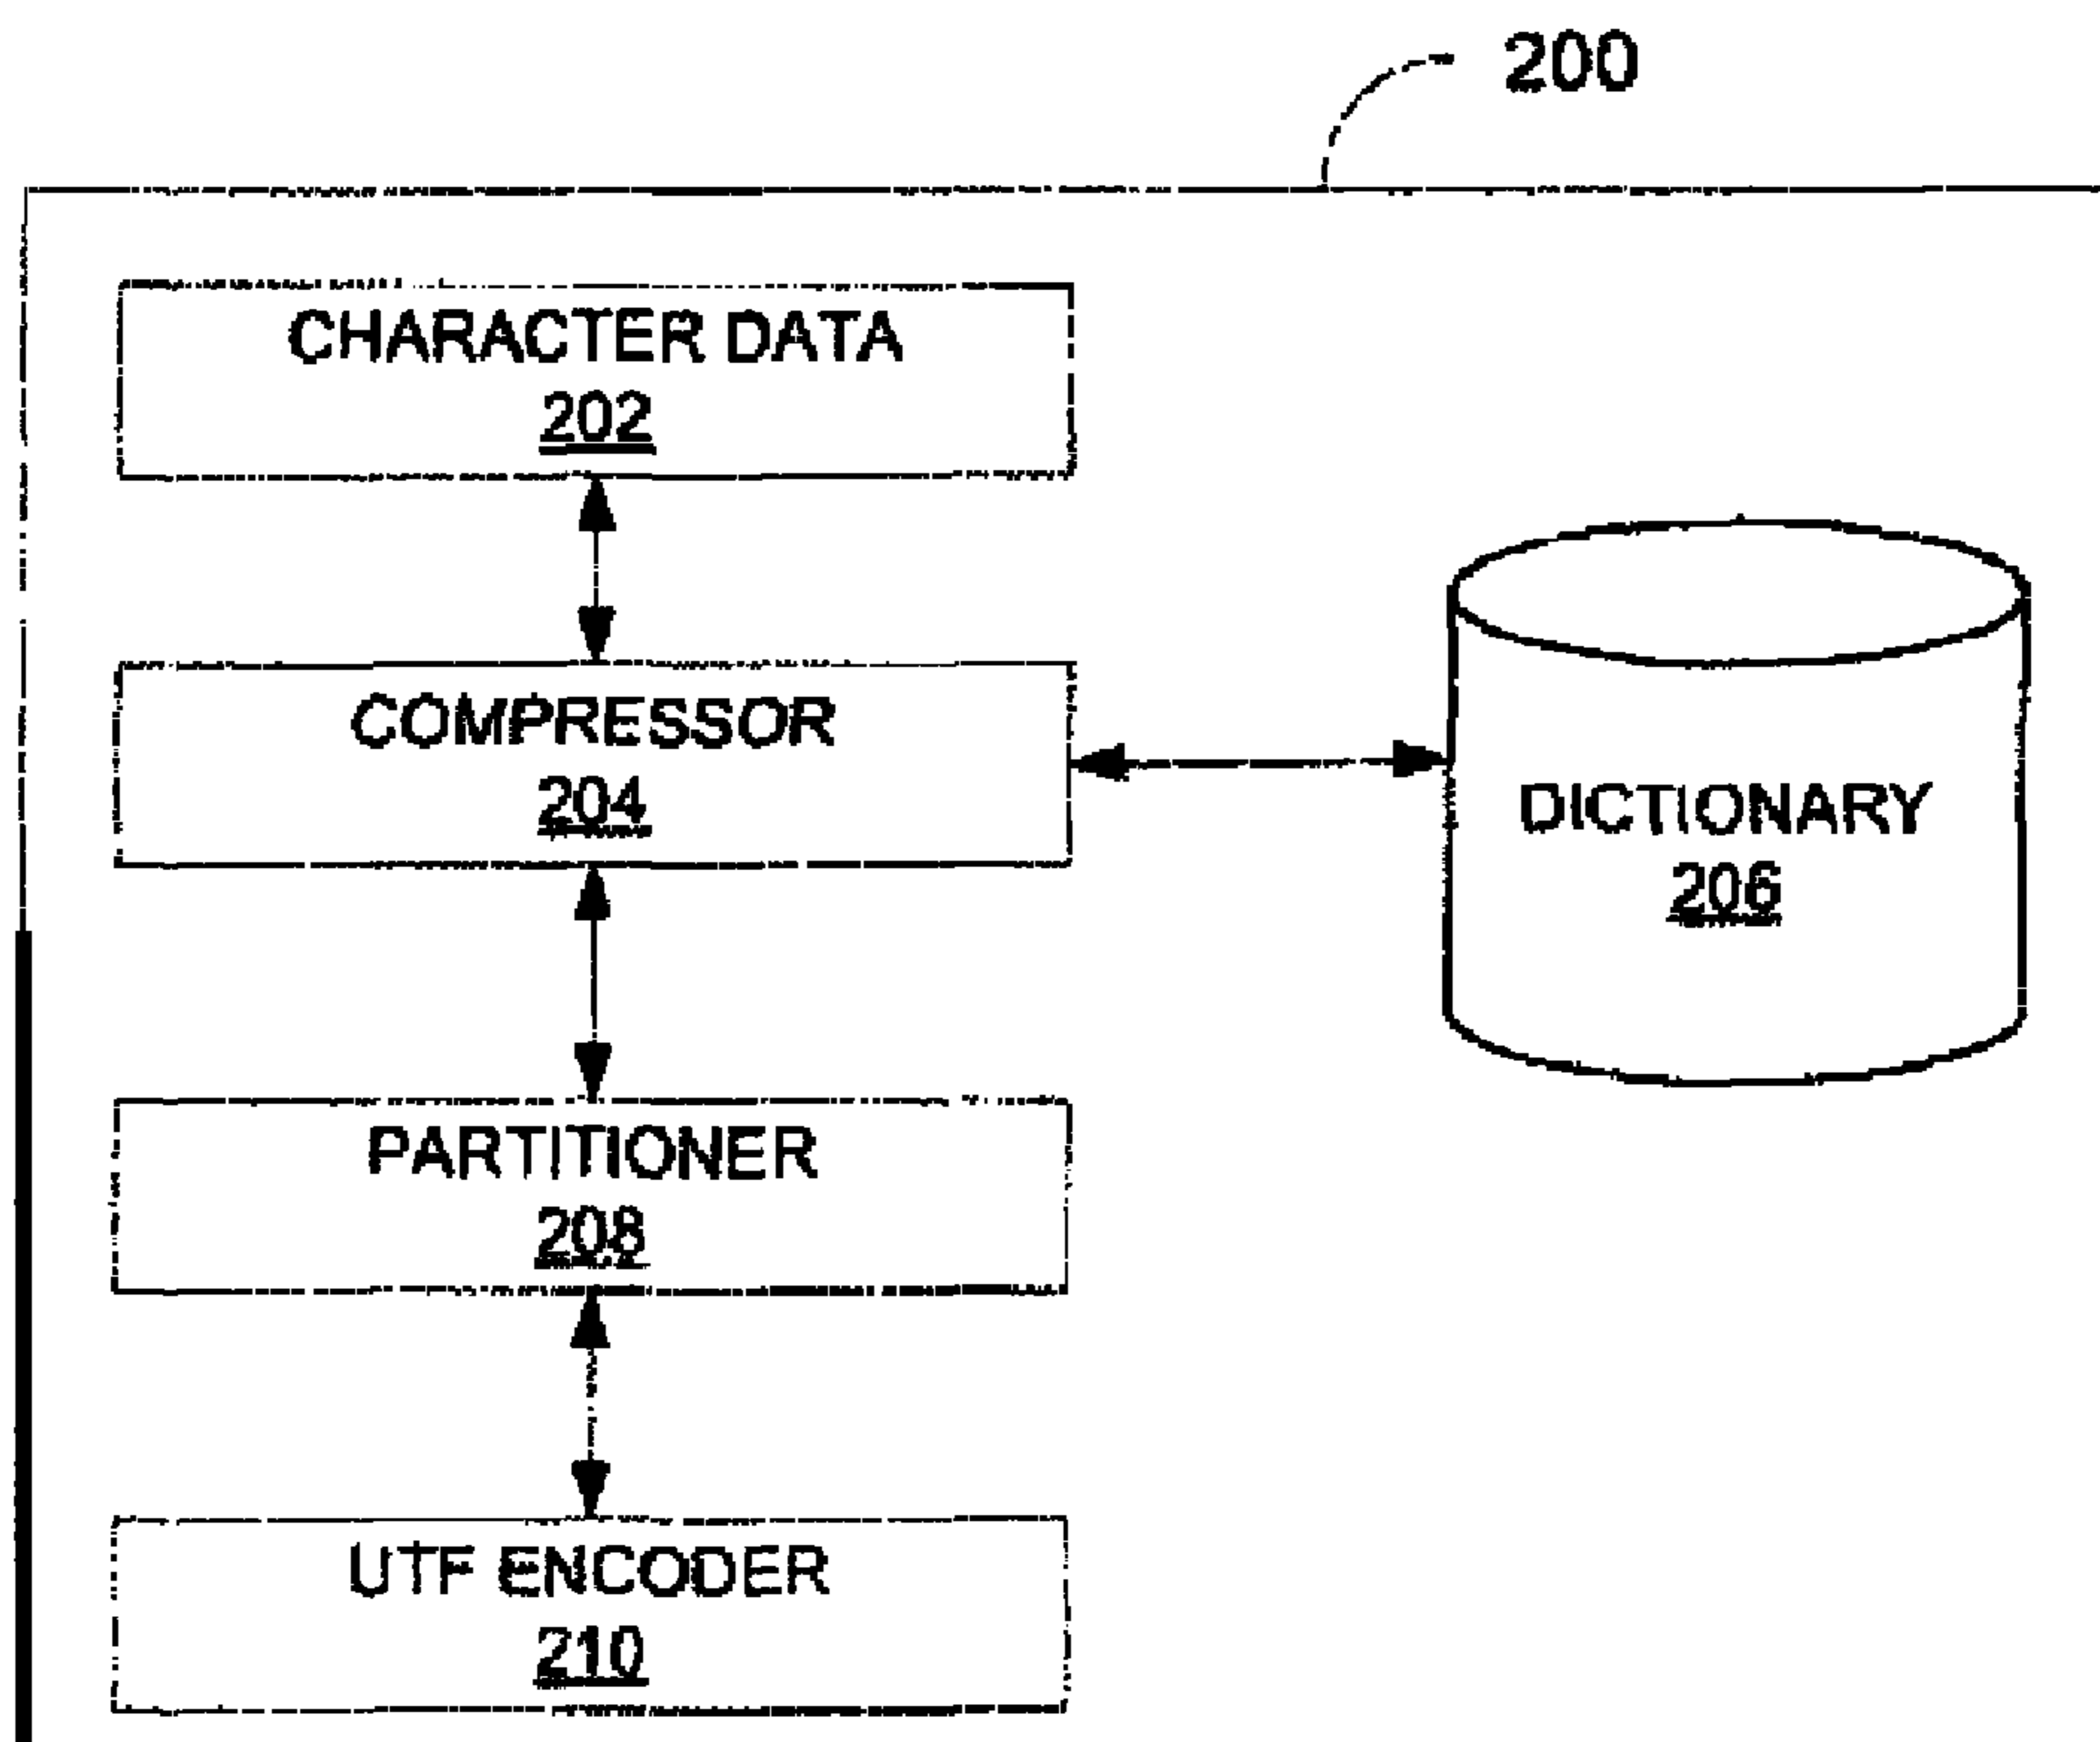 200
CHARACTER DATA
202
COMPRESSOR
204
DICTIONARY
206
PARTITIONER
208
UTF ENCODER
210